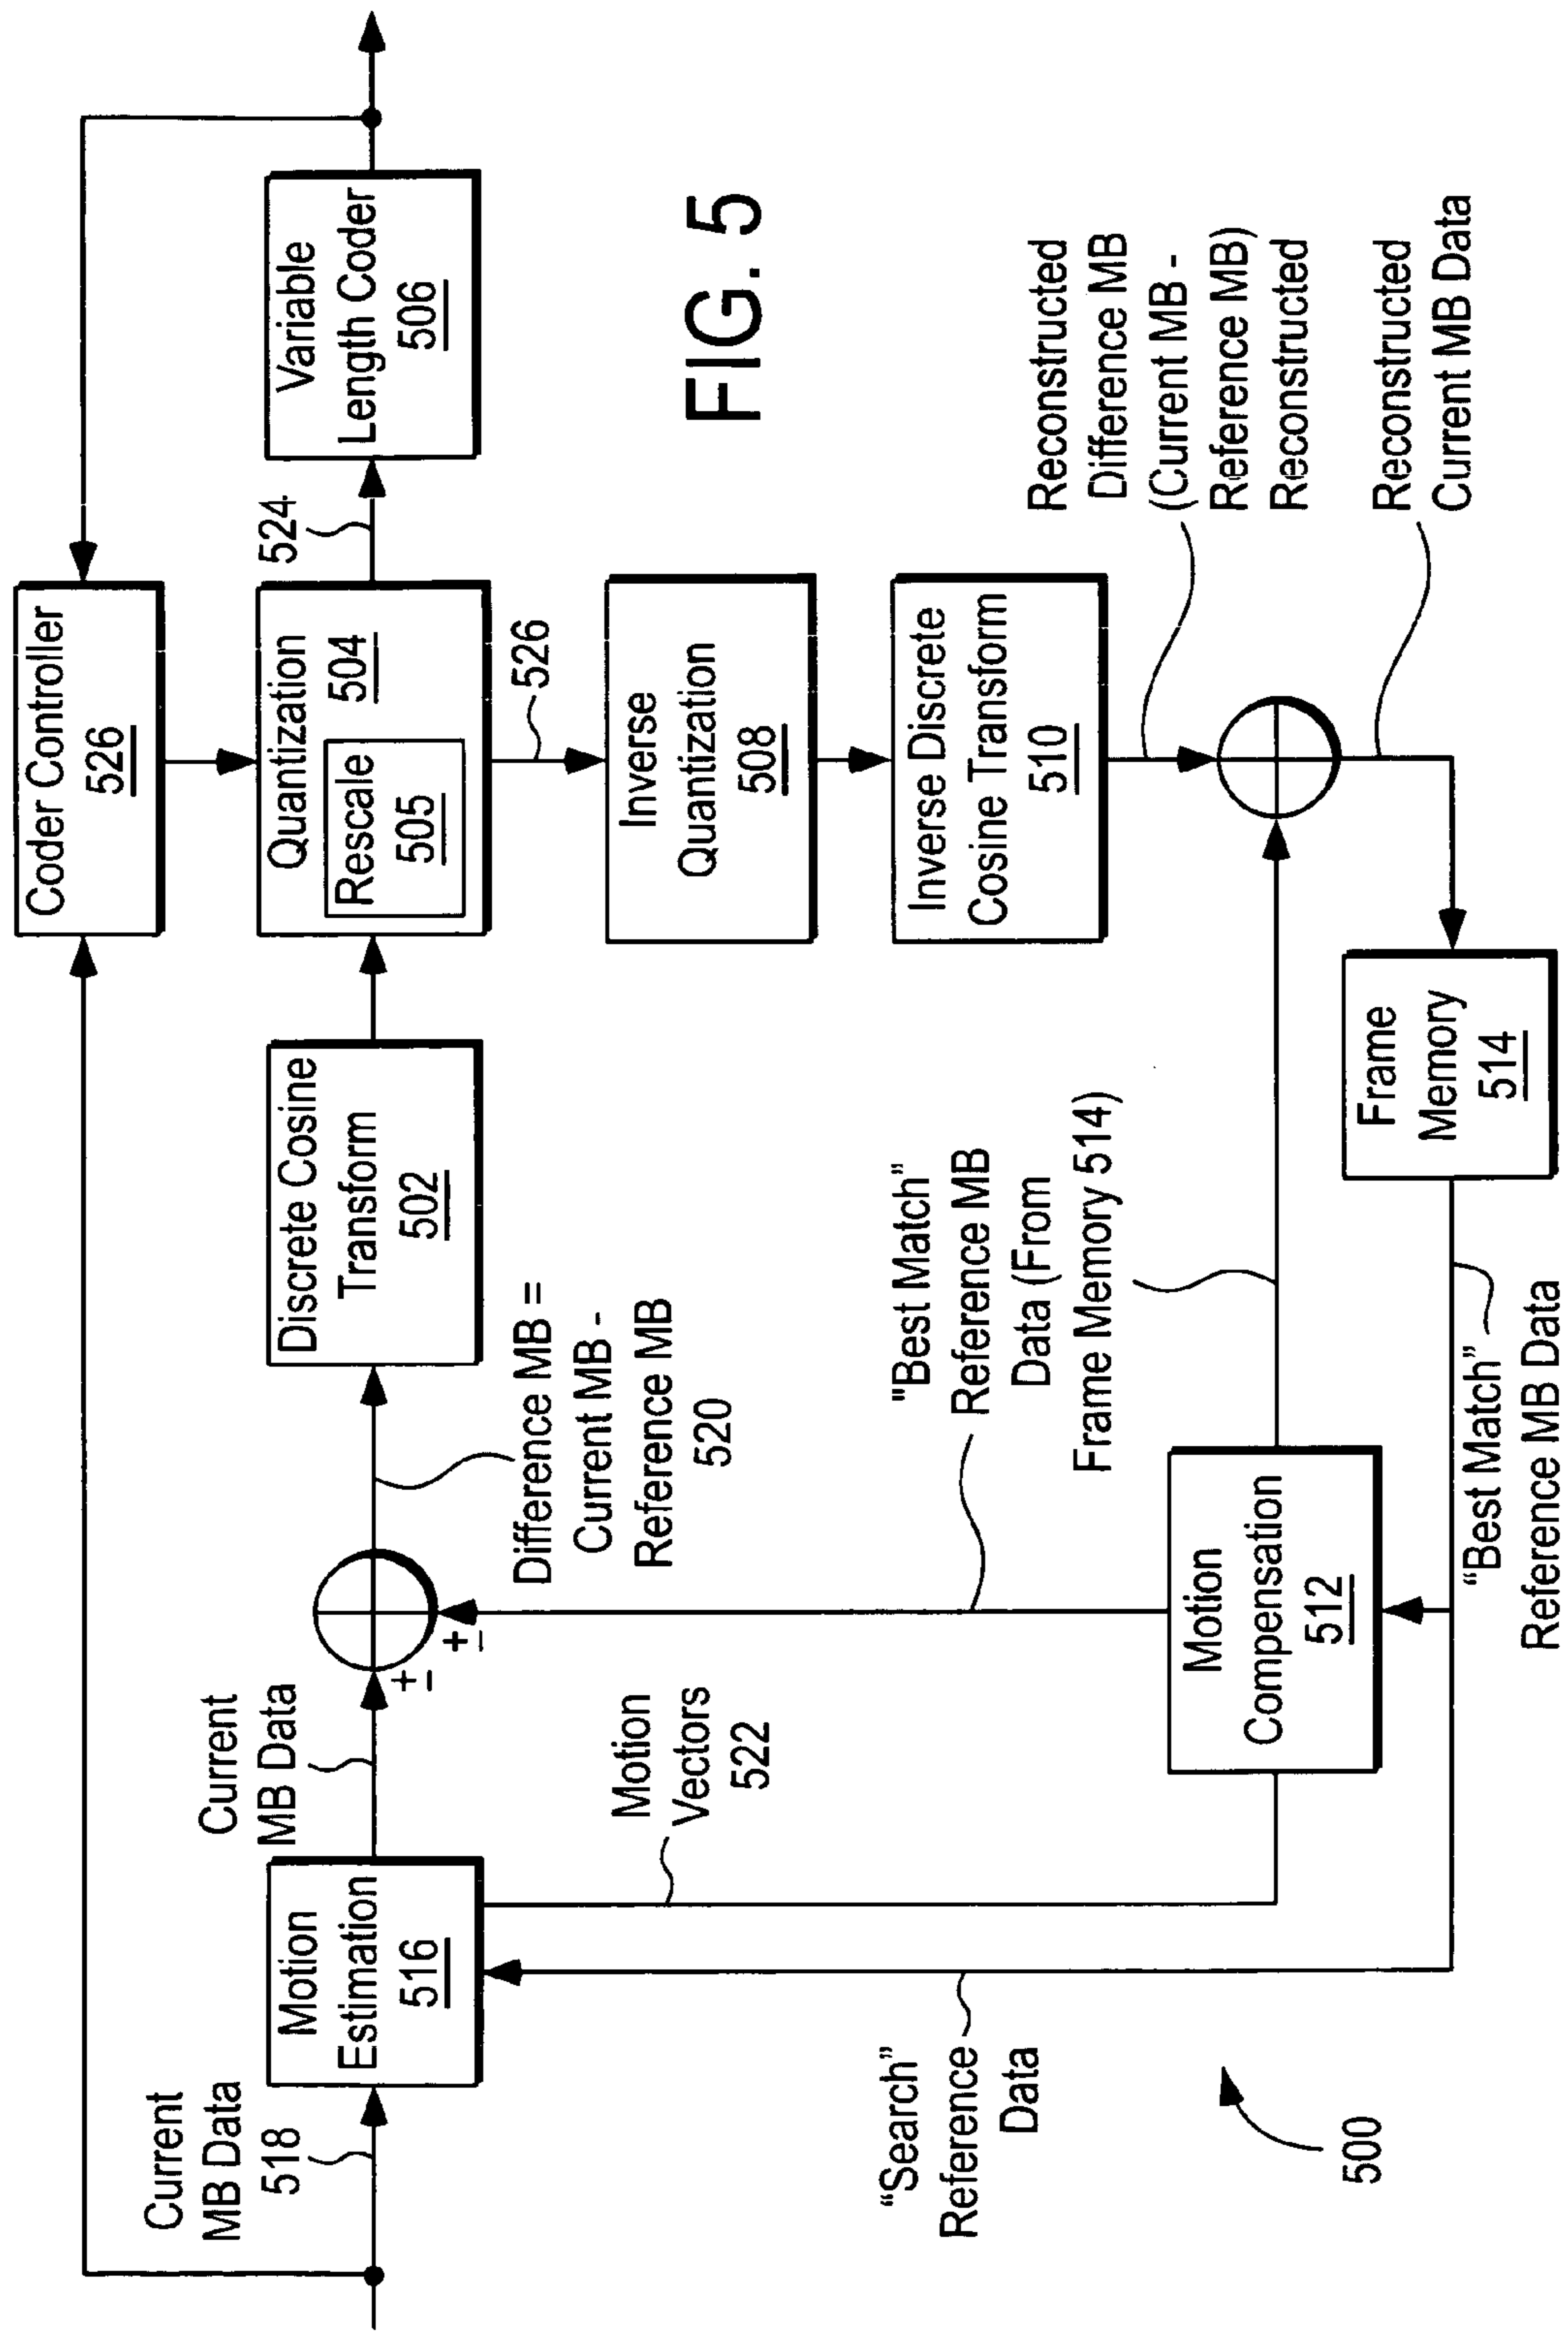 Coder Controller
526
Current
MB Data
518
Motion
Estimation
516
Current
MB Data
±
±
Difference MB =
Current MB -
Reference MB
520
Discrete Cosine
Transform
502
Quantization
504
Rescale
505
524
Variable
Length Coder
506
526
Inverse
Quantization
508
Inverse Discrete
Cosine Transform
510
FIG. 5
Motion
Vectors
522
"Search"
Reference
Data
"Best Match"
Reference MB
Data (From
Frame Memory 514)
Motion
Compensation
512
Reconstructed
Difference MB
(Current MB -
Reference MB)
Reconstructed
Reconstructed
Current MB Data
Frame
Memory
514
"Best Match"
Reference MB Data
500